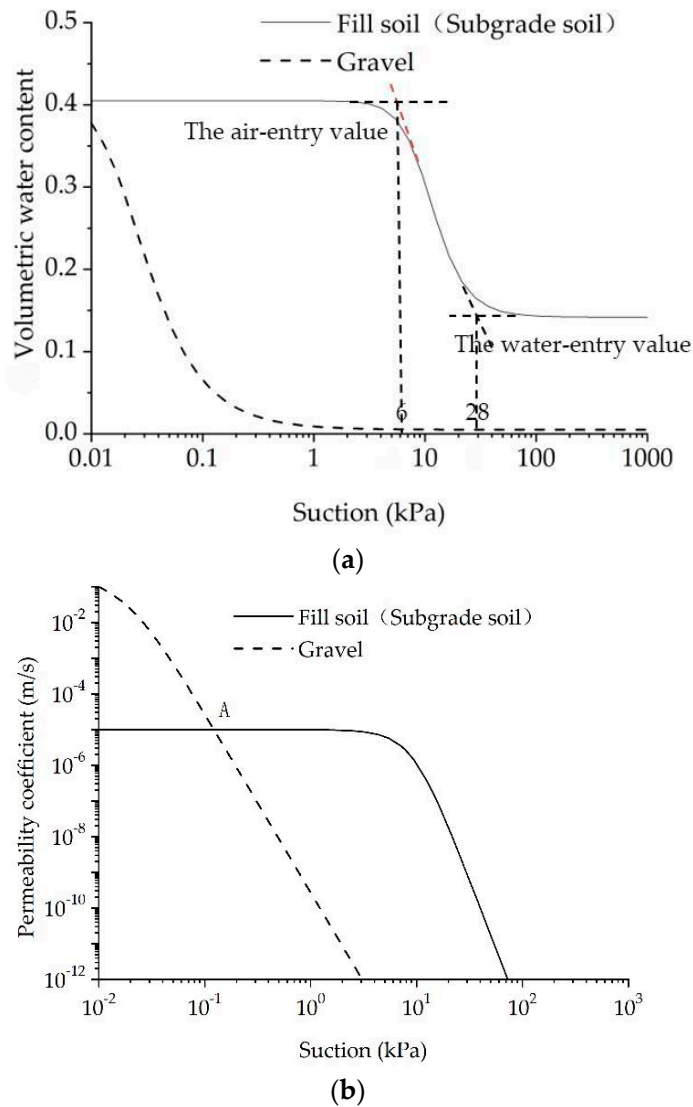 0.5
Fill soil（Subgrade soil）
Gravel
0.4
The air-entry value
0.3
Volumetric water content
0.2
0.1
The water-entry value
6
28
0.0
0.01
0.1
1
10
100
1000
Suction (kPa)
(a)
Fill soil（Subgrade soil）
Gravel
10⁻²
10⁻⁴
A
Permeability coefficient (m/s)
10⁻⁶
10⁻⁸
10⁻¹⁰
10⁻¹²
10⁻²
10⁻¹
10⁰
10¹
10²
10³
Suction (kPa)
(b)